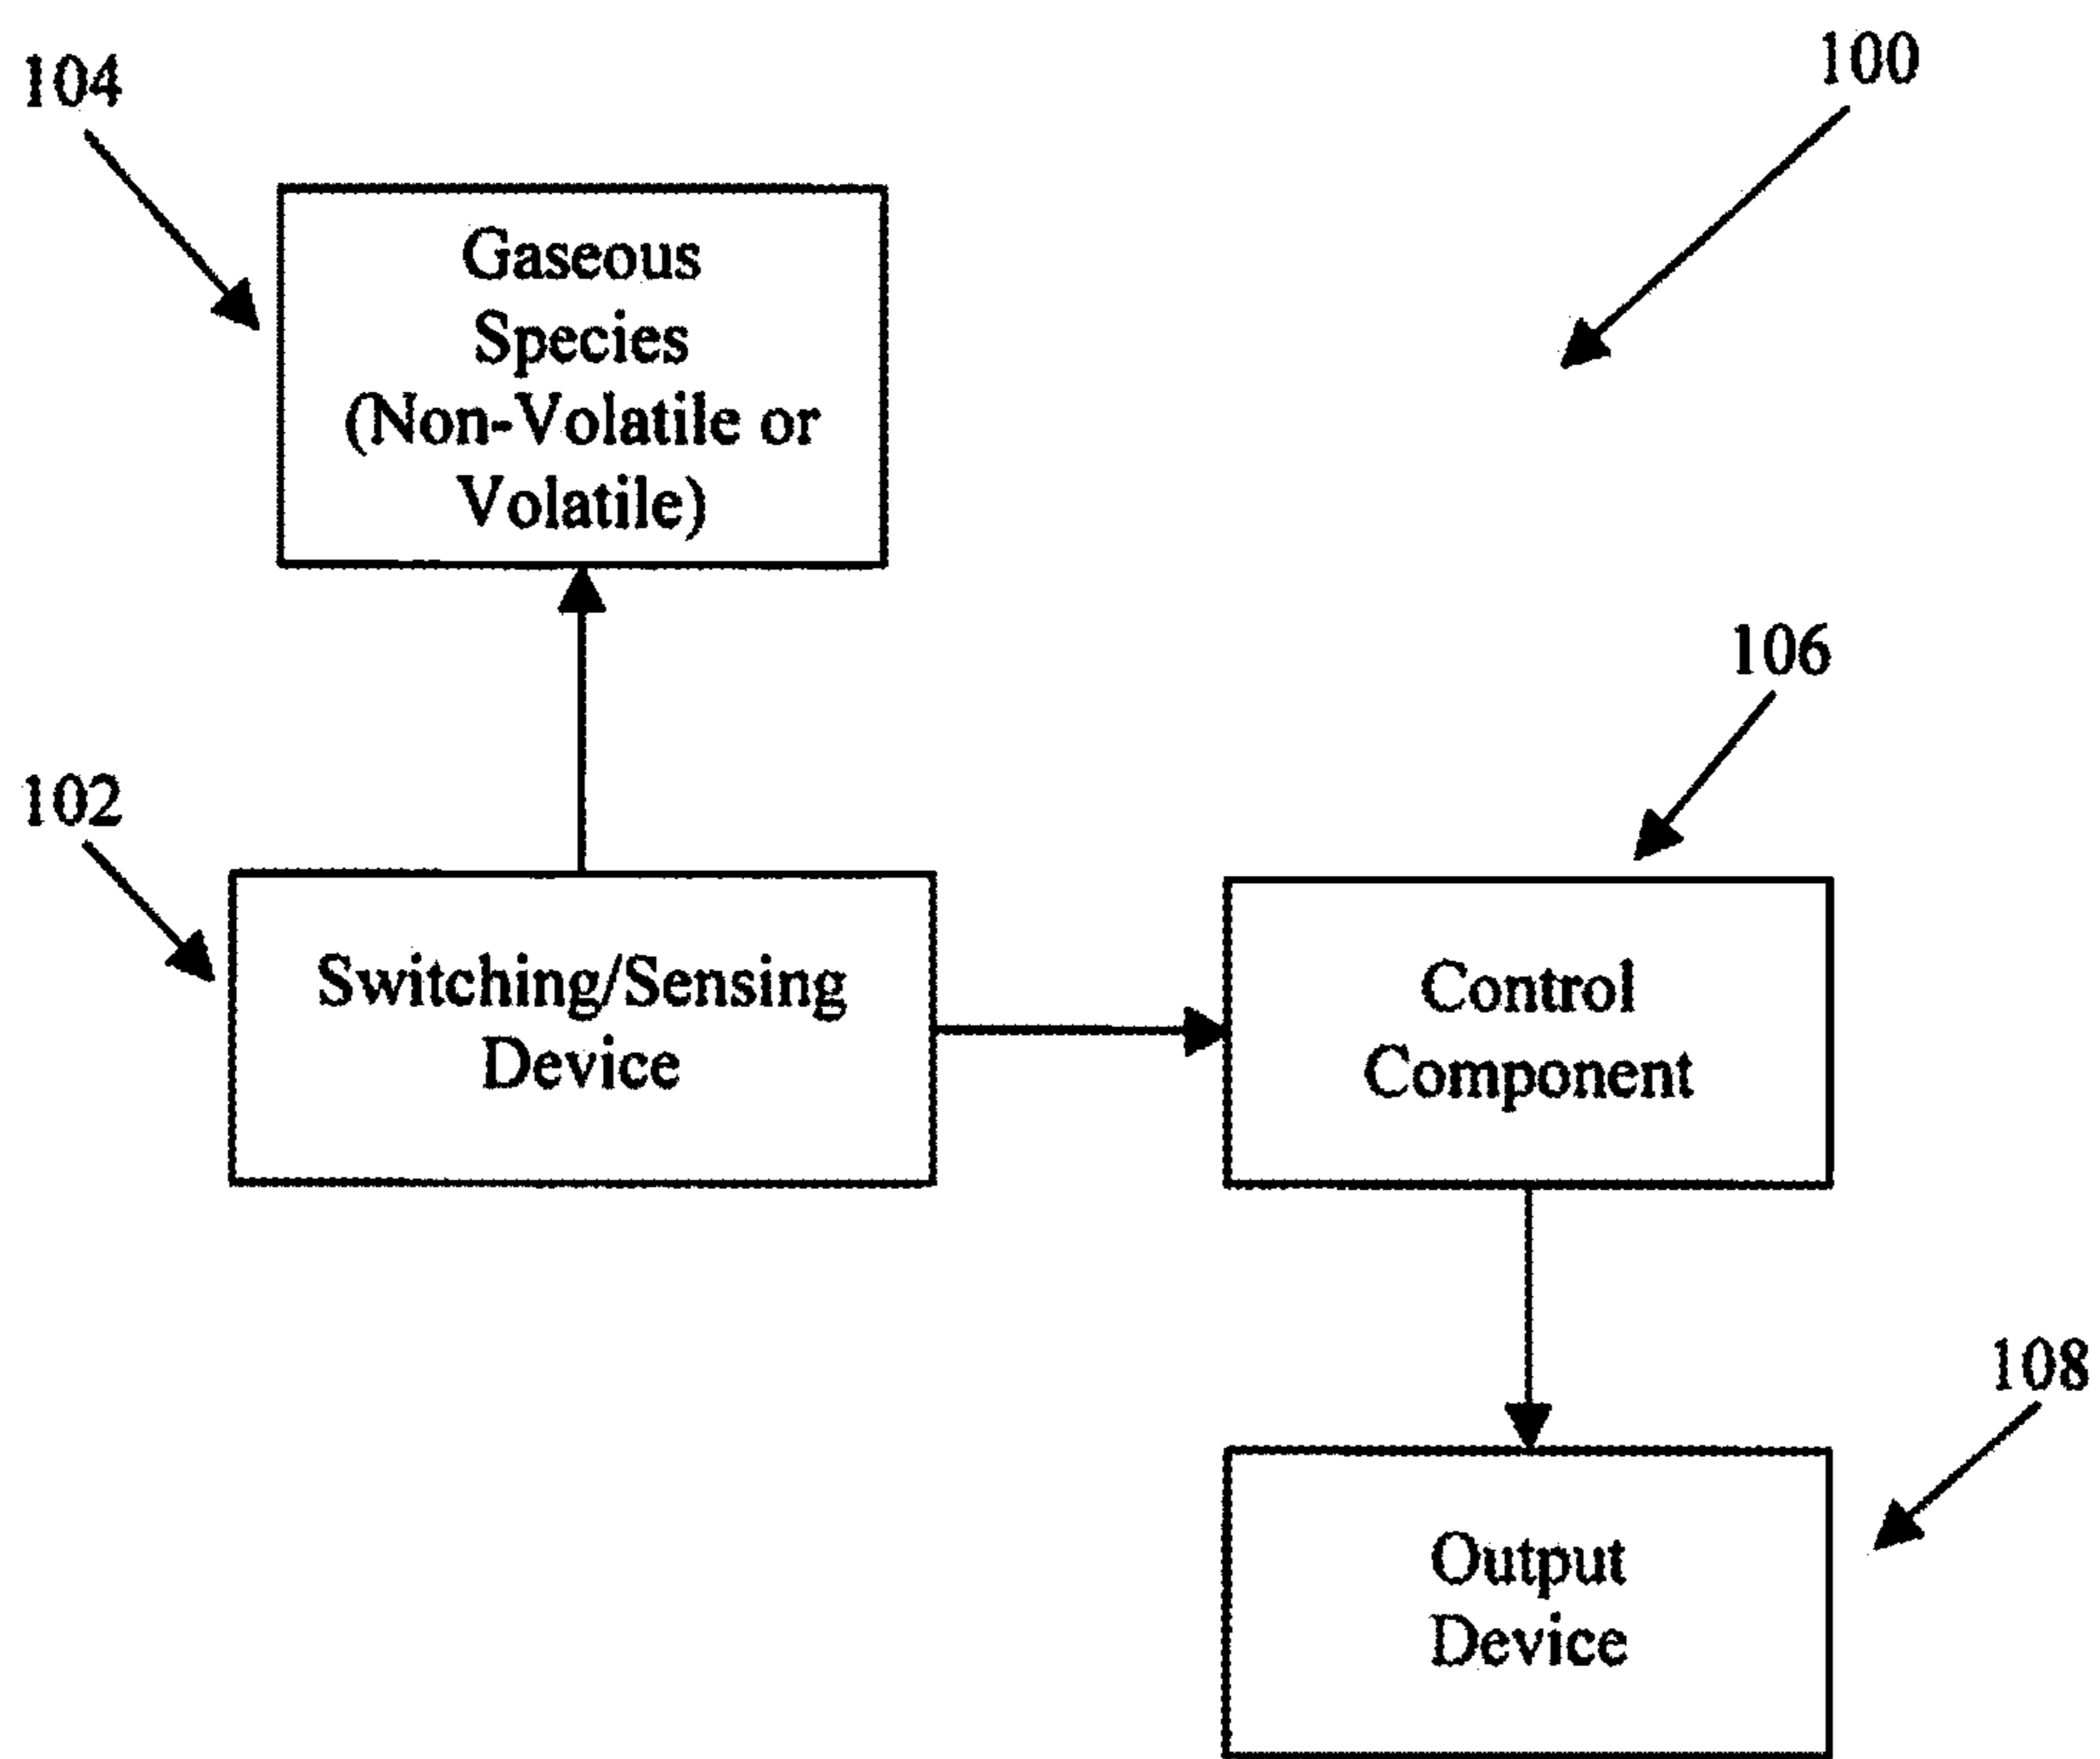 104
100
Gaseous
Species
(Non-Volatile or
Volatile)
106
102
Switching/Sensing
Device
Control
Component
108
Output
Device